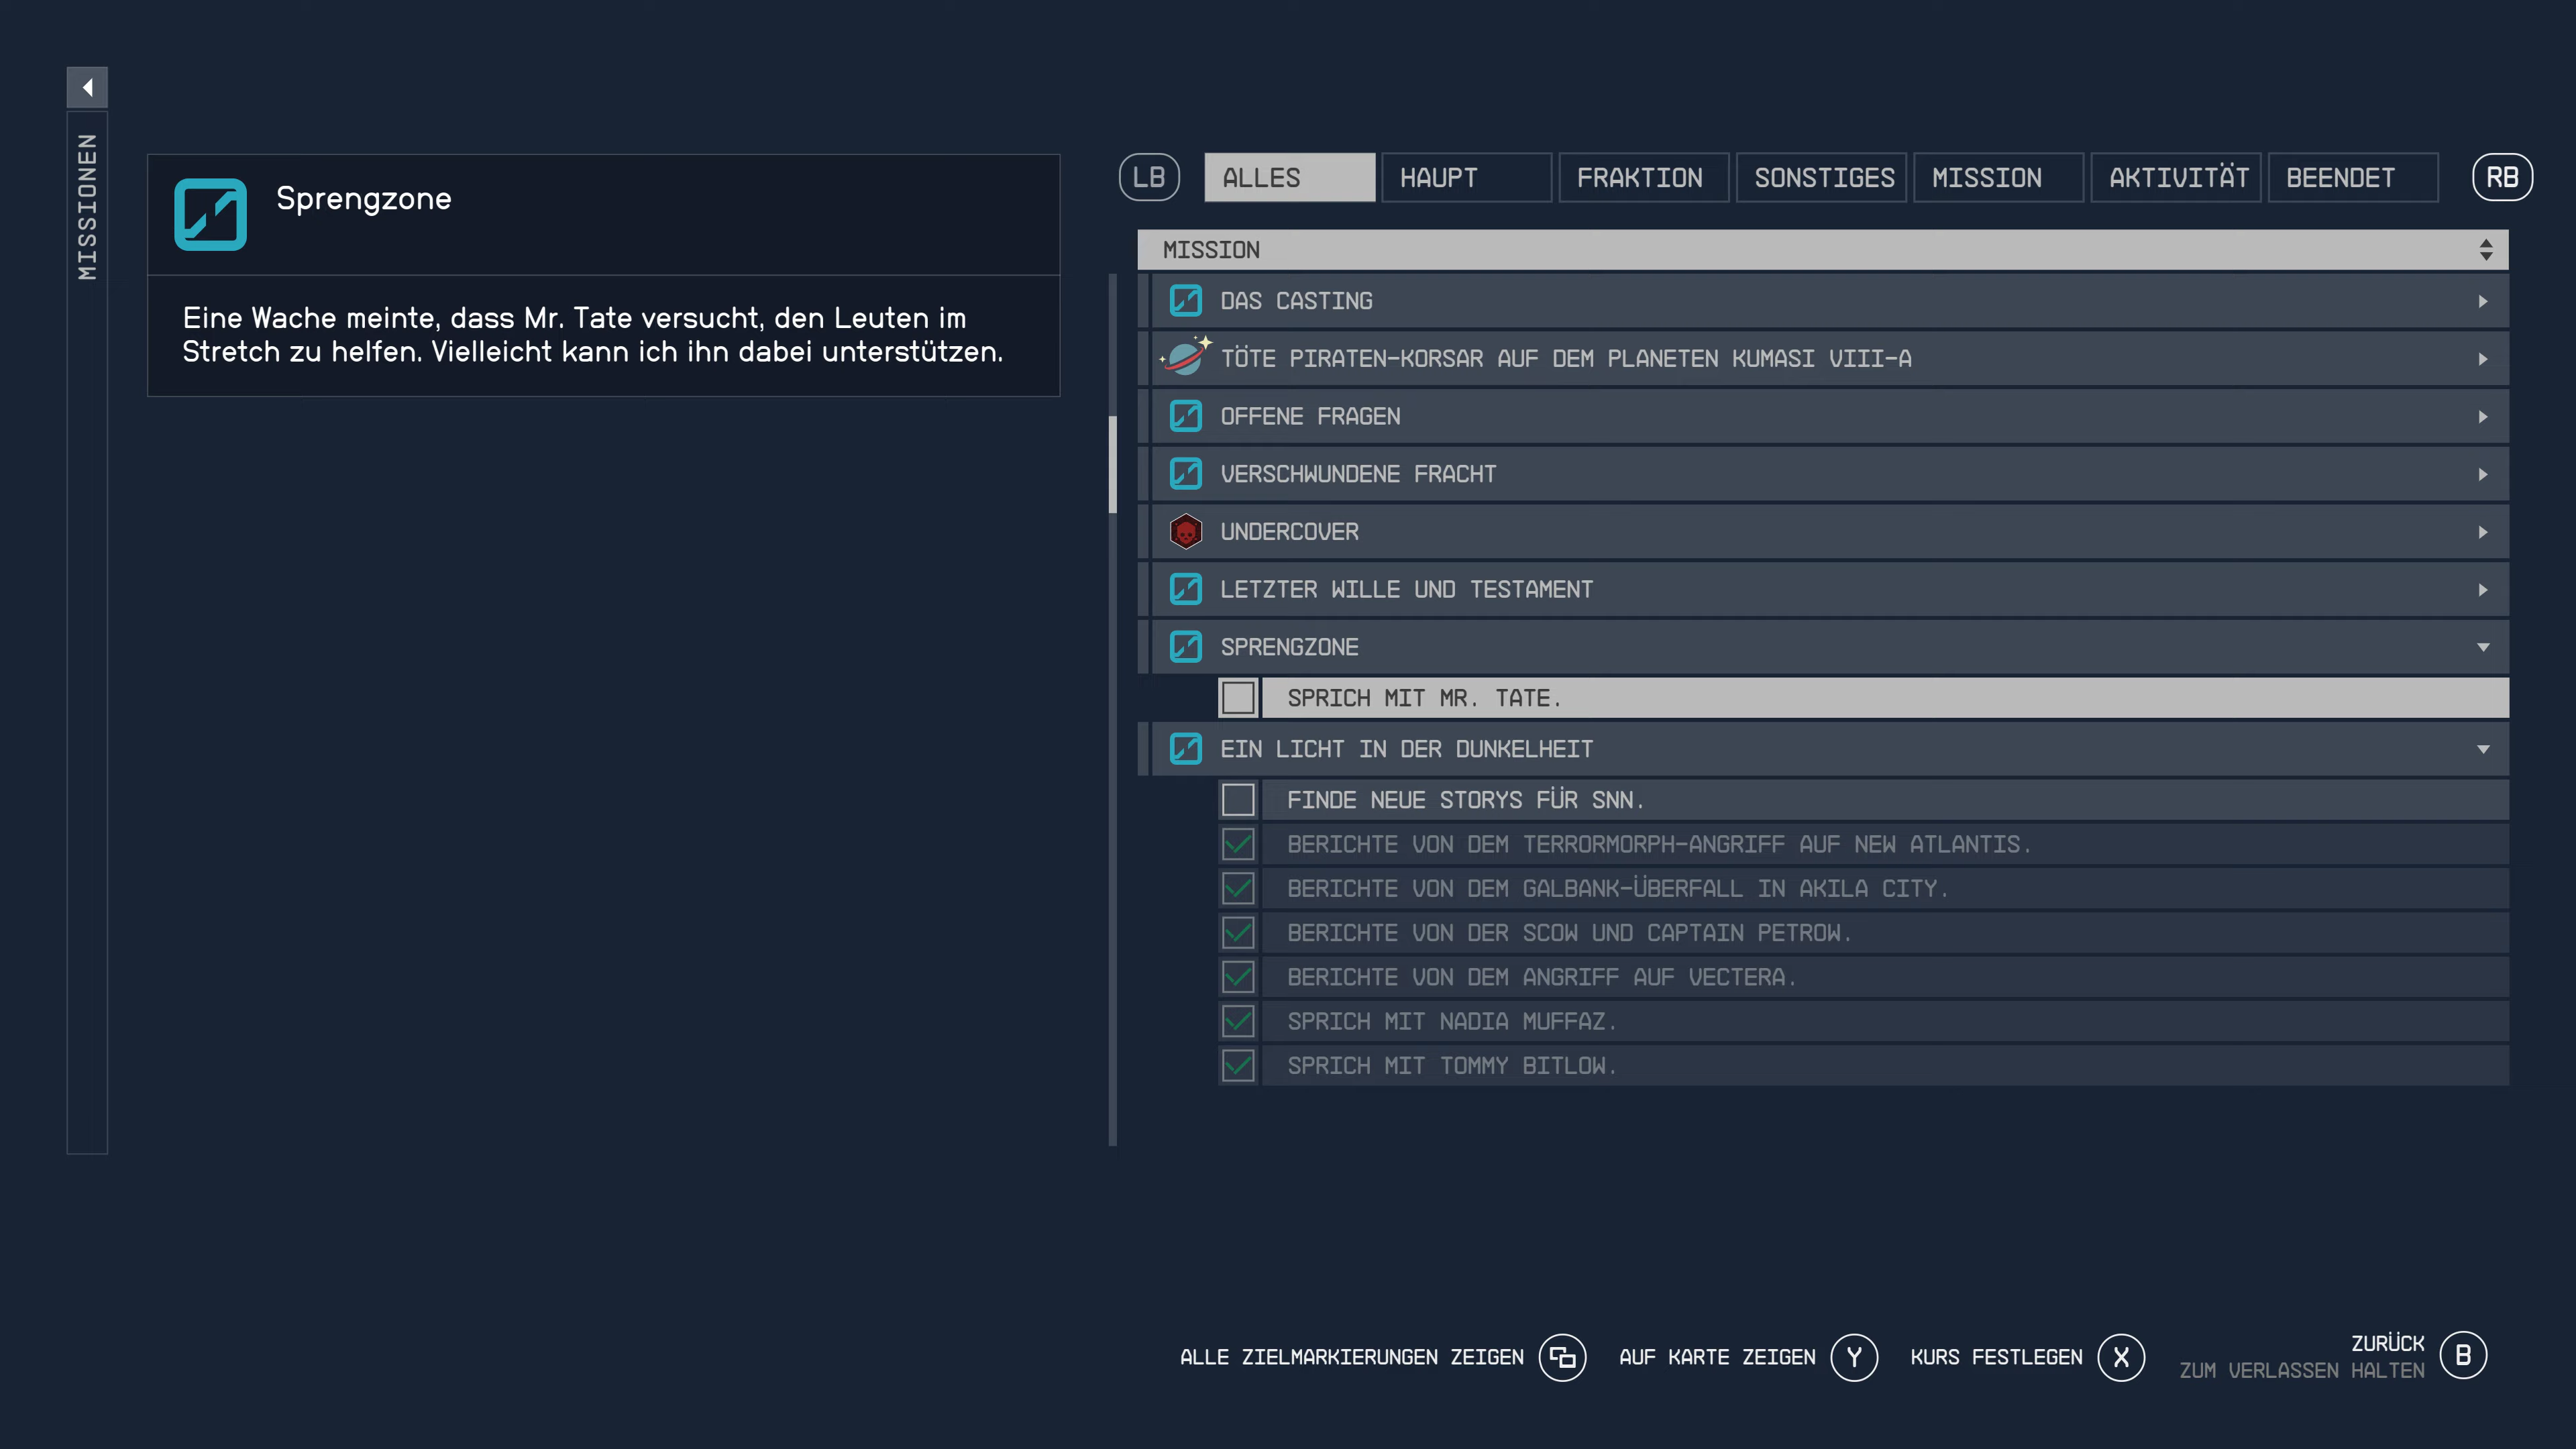 MISSIONEN
Sprengzone
Eine Wache meinte, dass Mr. Tate versucht, den Leuten im
Stretch zu helfen. Vielleicht kann ich ihn dabei unterstützen.
LB ALLES HAUPT FRAKTION SONSTIGES MISSION AKTIVITÄT BEENDET RB
MISSION
DAS CASTING
TÖTE PIRATEN-KORSAR AUF DEM PLANETEN KUMASI VIII-A
OFFENE FRAGEN
VERSCHWUNDENE FRACHT
UNDERCOVER
LETZTER WILLE UND TESTAMENT
SPRENGZONE
SPRICH MIT MR. TATE.
EIN LICHT IN DER DUNKELHEIT
FINDE NEUE STORYS FÜR SNN.
BERICHTE VON DEM TERRORMORPH-ANGRIFF AUF NEW ATLANTIS.
BERICHTE VON DEM GALBANK-ÜBERFALL IN AKILA CITY.
BERICHTE VON DER SCOW UND CAPTAIN PETROW.
BERICHTE VON DEM ANGRIFF AUF VECTERA.
SPRICH MIT NADIA MUFFAZ.
SPRICH MIT TOMMY BITLOW.
ALLE ZIELMARKIERUNGEN ZEIGEN AUF KARTE ZEIGEN Y KURS FESTLEGEN X ZURÜCK B
ZUM VERLASSEN HALTEN